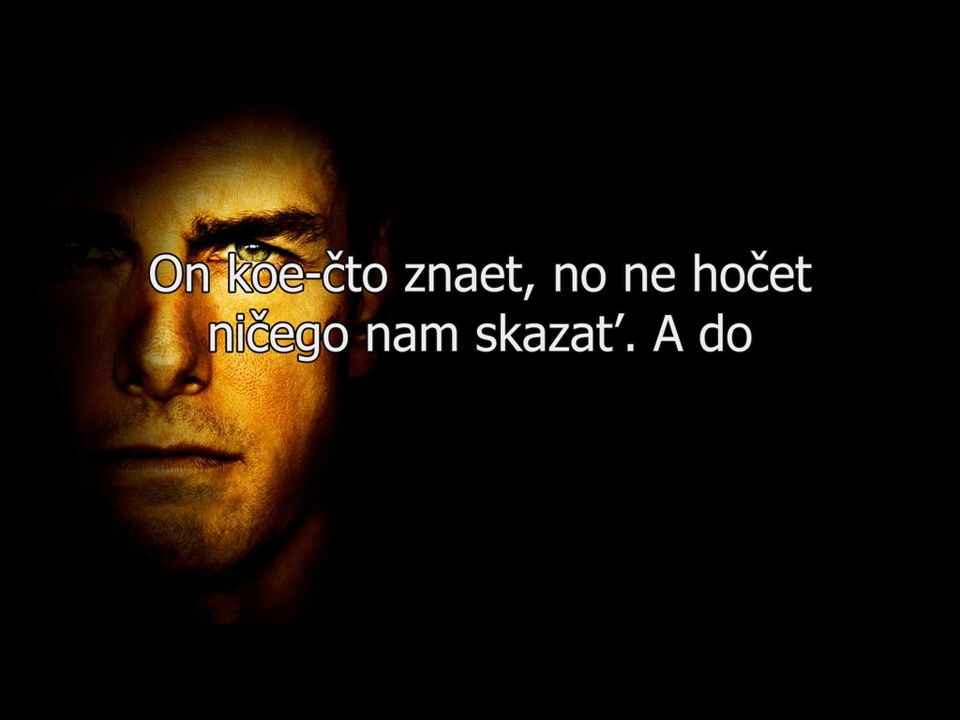 On koe-čto znaet, no ne hočet
ničego nam skazat’. A do